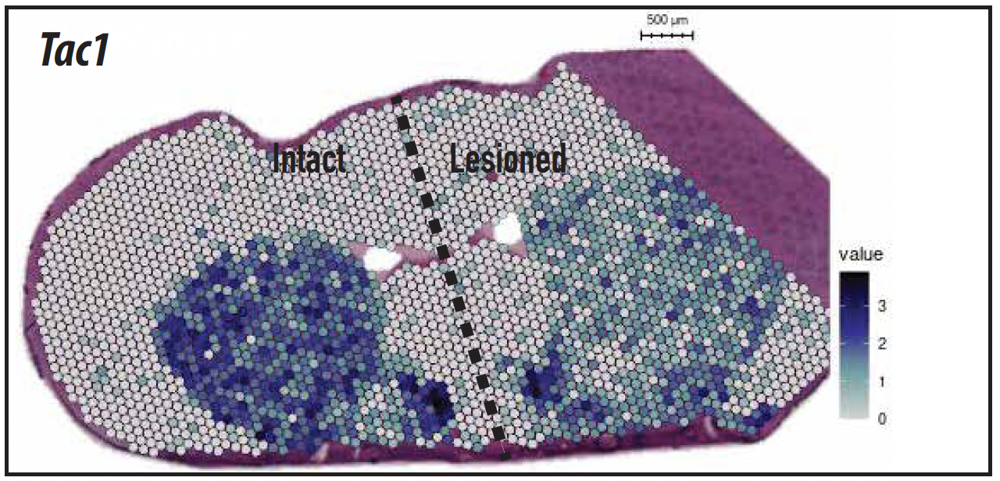 500 µm
Tac1
Intact
Lesioned
value
3
2
1
0